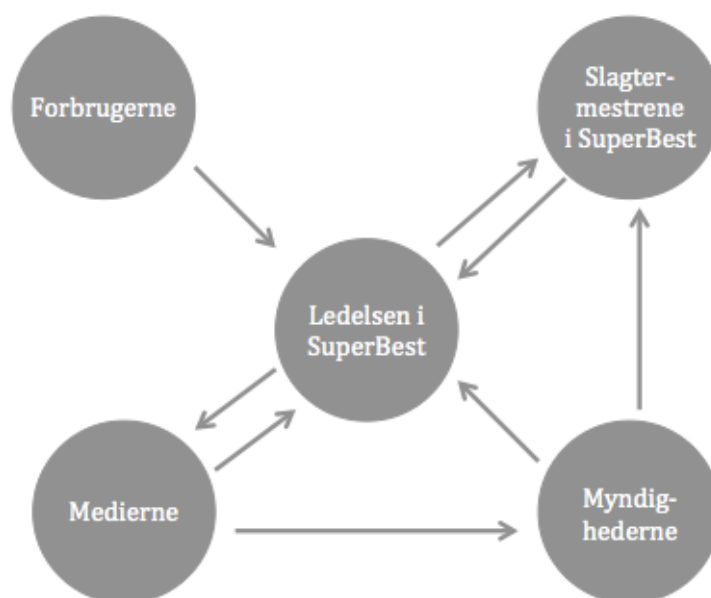 Forbrugerne
Slagter-
mestrene
i SuperBest
Ledelsen i
SuperBest
Medierne
Myndig-
hederne